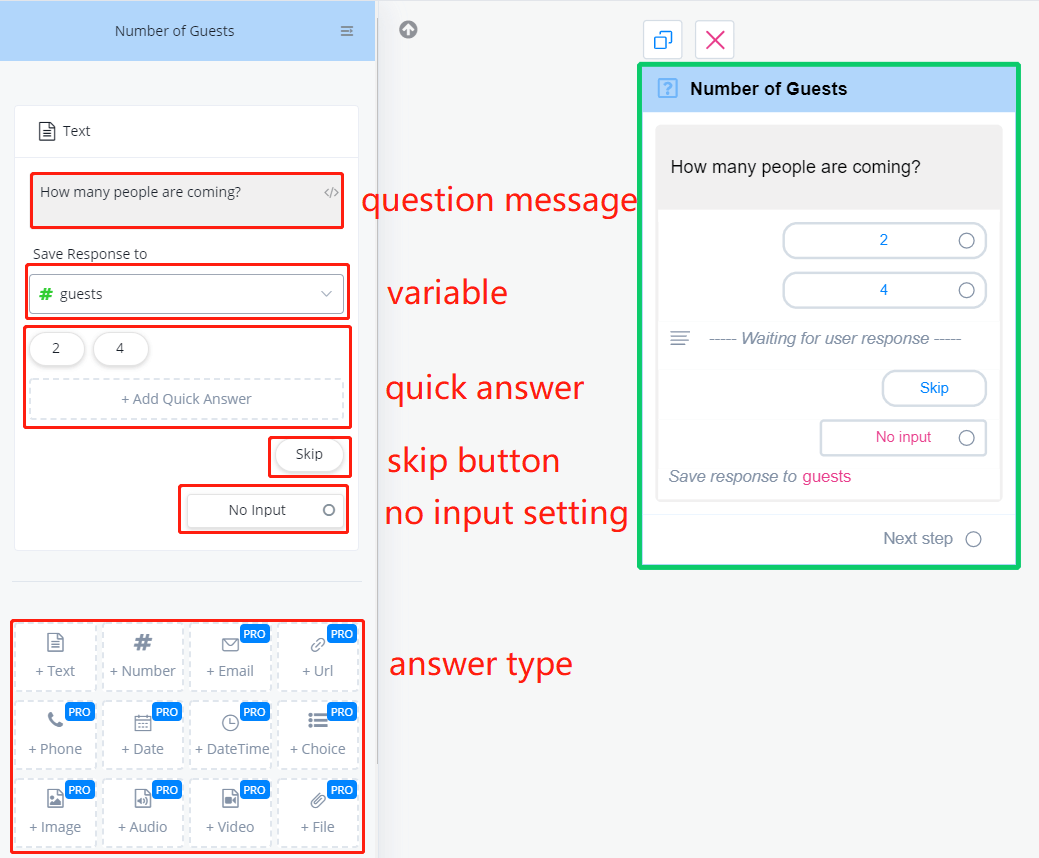 Number of Guests
Text
How many people are coming? </>
question message
Save Response to
# guests
variable
2 4
+ Add Quick Answer
quick answer
Skip
skip button
No Input
no input setting
PRO PRO
+ Text + Number + Email + Url
answer type
PRO PRO PRO PRO
+ Phone + Date + DateTime + Choice
PRO PRO PRO PRO
+ Image + Audio + Video + File
? Number of Guests
How many people are coming?
2
4
----- Waiting for user response -----
Skip
No input
Save response to guests
Next step